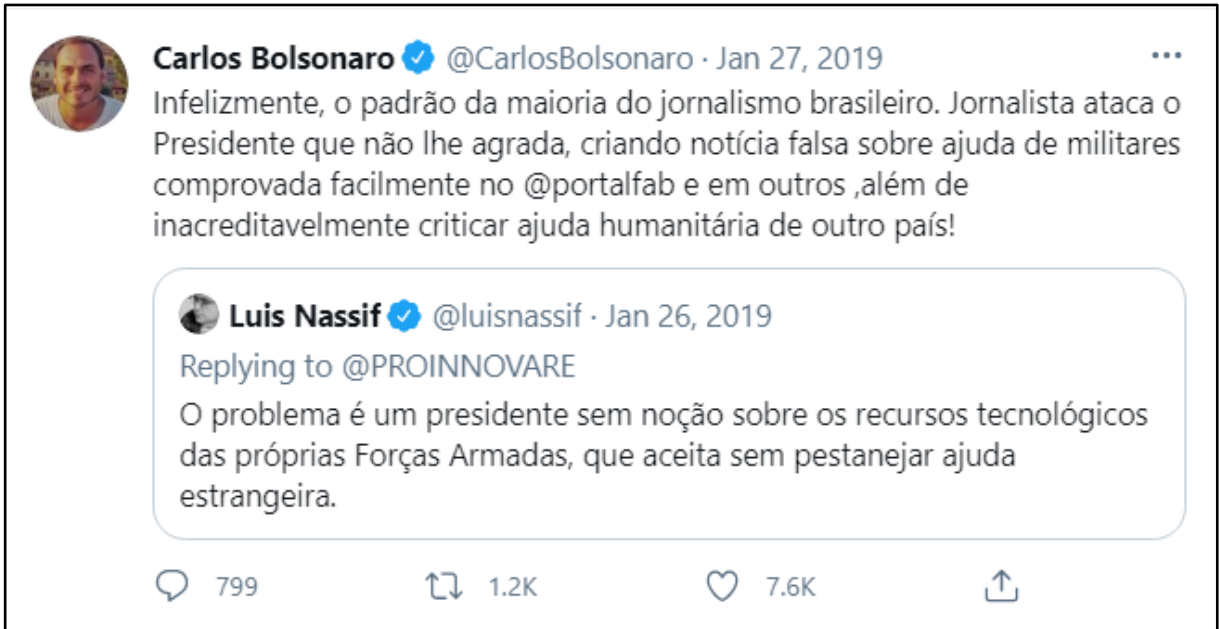 Carlos Bolsonaro @CarlosBolsonaro · Jan 27, 2019
Infelizmente, o padrão da maioria do jornalismo brasileiro. Jornalista ataca o
Presidente que não lhe agrada, criando notícia falsa sobre ajuda de militares
comprovada facilmente no @portalfab e em outros ,além de
inacreditavelmente criticar ajuda humanitária de outro país!
Luis Nassif @luisnassif · Jan 26, 2019
Replying to @PROINNOVARE
O problema é um presidente sem noção sobre os recursos tecnológicos
das próprias Forças Armadas, que aceita sem pestanejar ajuda
estrangeira.
799 1.2K 7.6K